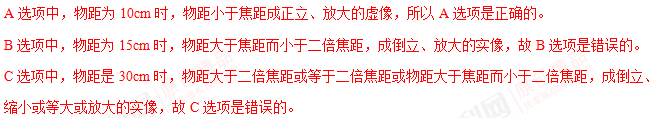 A 选项中，物距为 10cm 时，物距小于焦距成正立、放大的虚像，所以 A 选项是正确的。
B 选项中，物距为 15cm 时，物距大于焦距而小于二倍焦距，成倒立、放大的实像，故 B 选项是错误的。
C 选项中，物距是 30cm 时，物距大于二倍焦距或等于二倍焦距或物距大于焦距而小于二倍焦距，成倒立、
缩小或等大或放大的实像，故 C 选项是错误的。